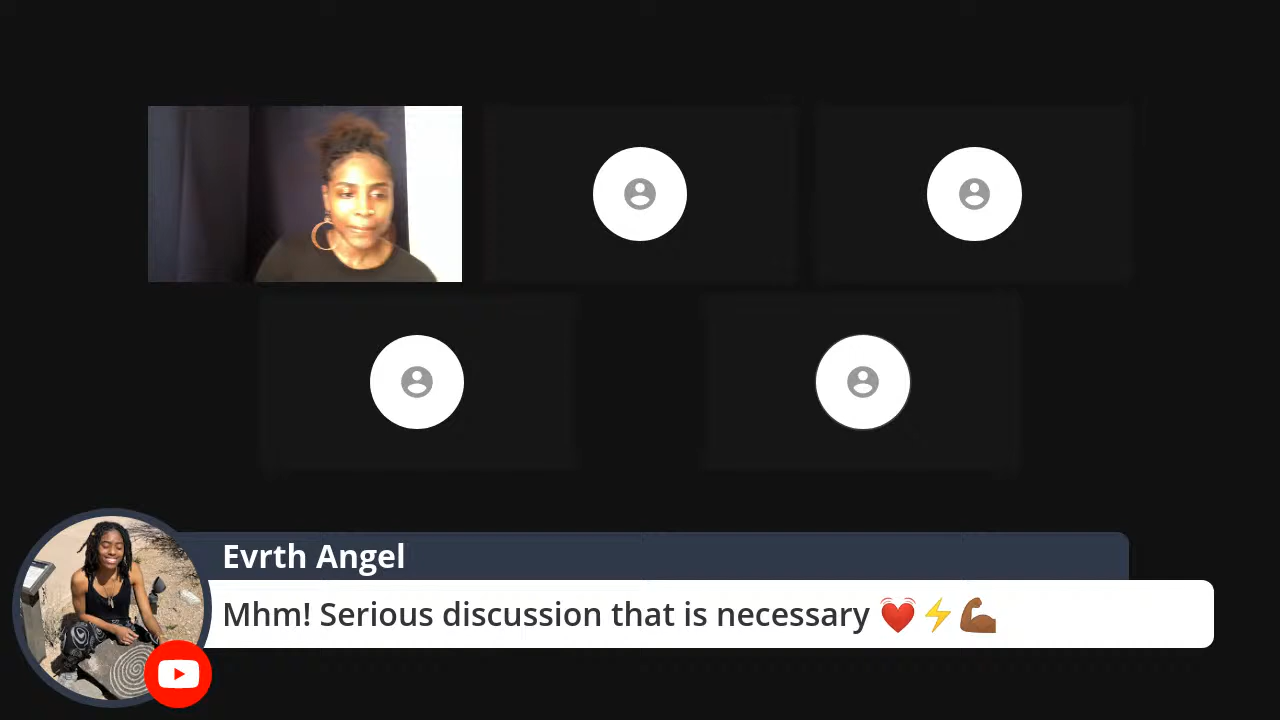 Evrth Angel
Mhm! Serious discussion that is necessary 💓⚡💪🏾